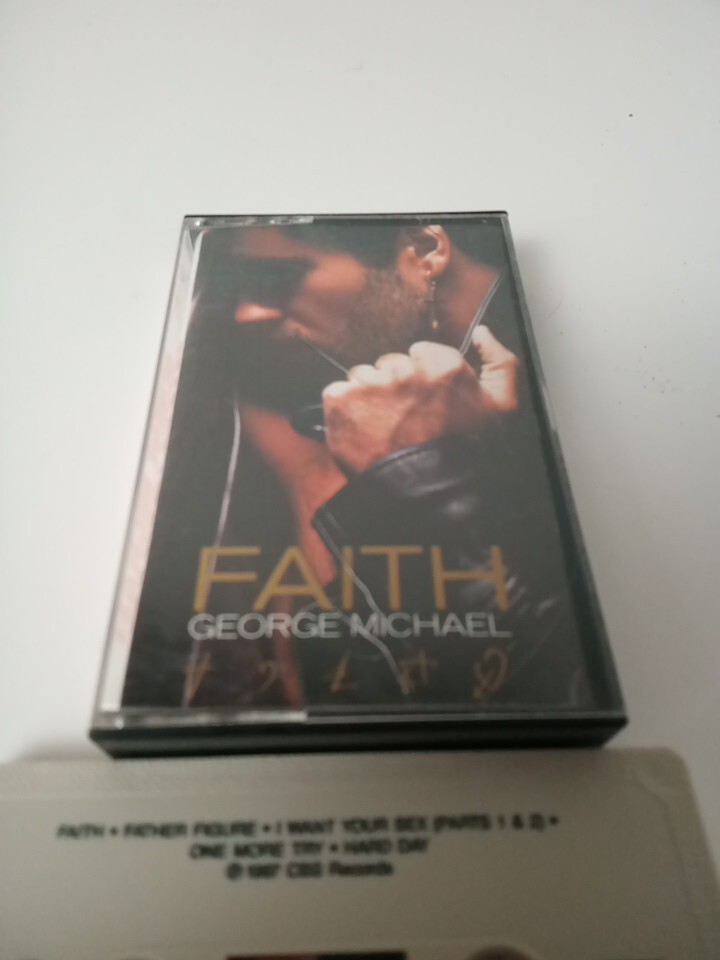 FAITH
GEORGE MICHAEL
FAITH • FATHER FIGURE • I WANT YOUR SEX (PARTS 1 & 2) •
ONE MORE TRY • HARD DAY
℗ 1987 CBS Records